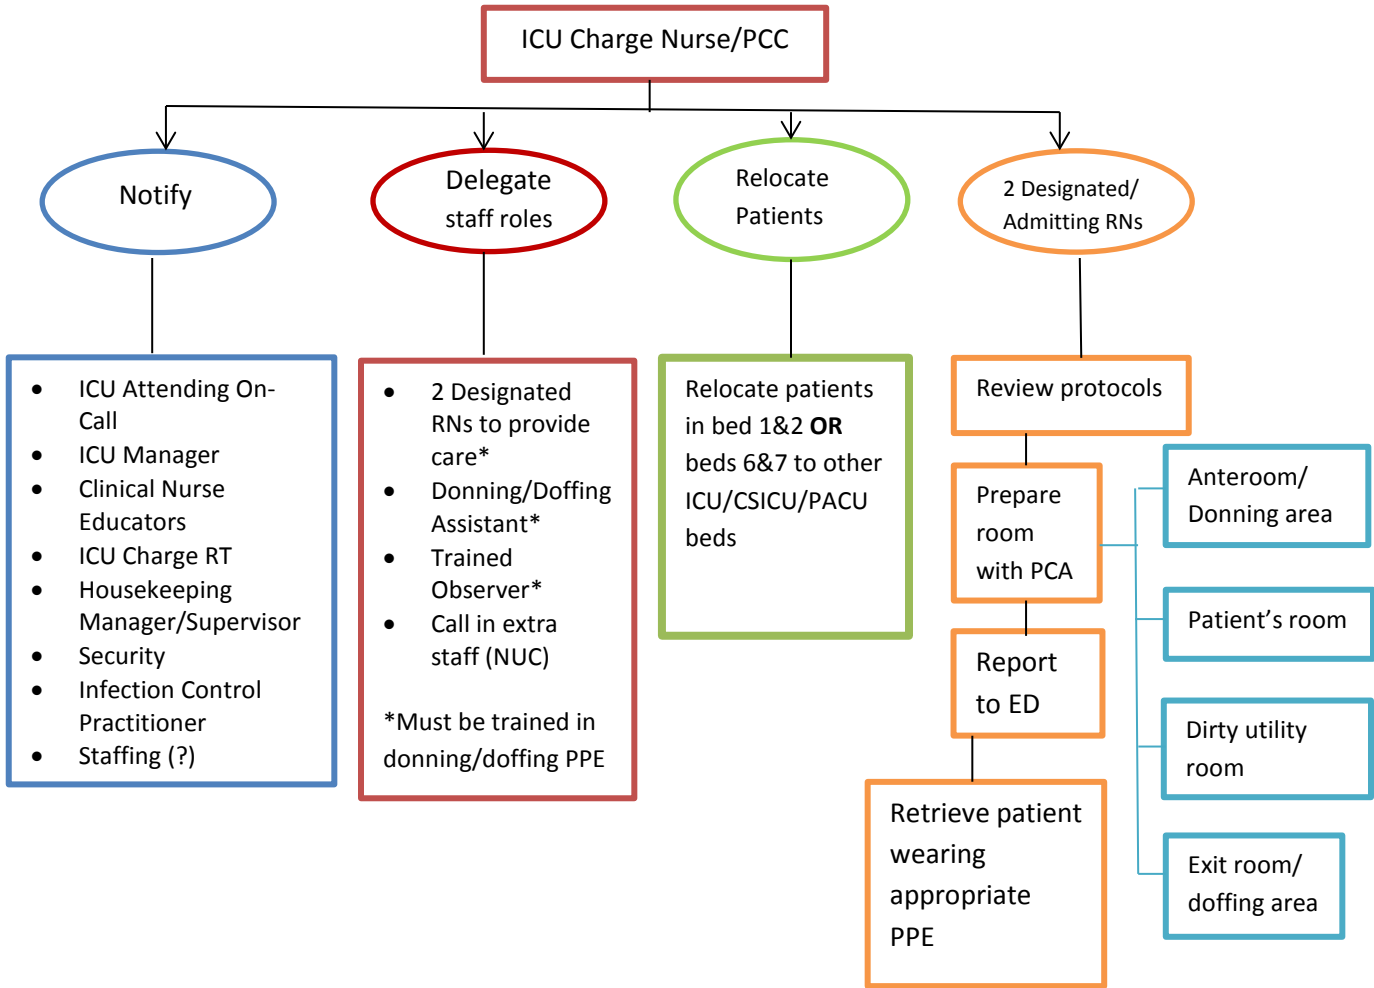 ICU Charge Nurse/PCC
Notify
Delegate
staff roles
Relocate
Patients
2 Designated/
Admitting RNs
• ICU Attending On-
Call
• ICU Manager
• Clinical Nurse
Educators
• ICU Charge RT
• Housekeeping
Manager/Supervisor
• Security
• Infection Control
Practitioner
• Staffing (?)
• 2 Designated
RNs to provide
care*
• Donning/Doffing
Assistant*
• Trained
Observer*
• Call in extra
staff (NUC)
*Must be trained in
donning/doffing PPE
Relocate patients
in bed 1&2 OR
beds 6&7 to other
ICU/CSICU/PACU
beds
Review protocols
Prepare
room
with PCA
Report
to ED
Retrieve patient
wearing
appropriate
PPE
Anteroom/
Donning area
Patient’s room
Dirty utility
room
Exit room/
doffing area